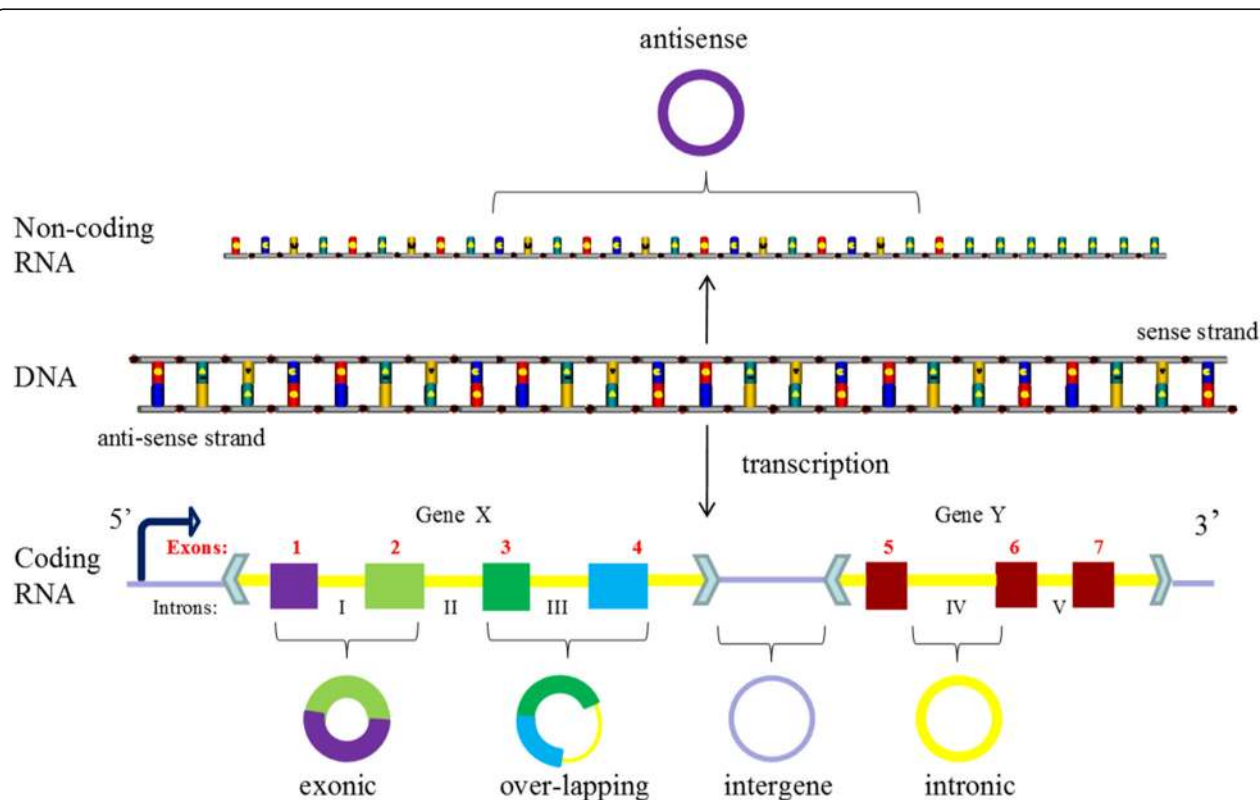 antisense
Non-coding
RNA
sense strand
DNA
anti-sense strand
transcription
5’ Gene X Gene Y 3’
Exons: 1 2 3 4 5 6 7
Coding
RNA
Introns: I II III IV V
exonic over-lapping intergene intronic